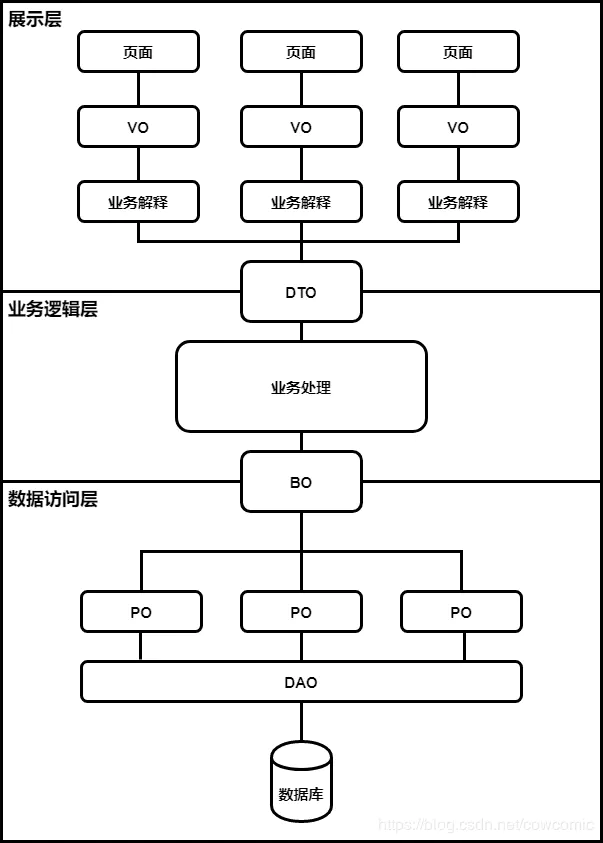 展示层
页面 页面 页面
VO VO VO
业务解释 业务解释 业务解释
DTO
业务逻辑层
业务处理
BO
数据访问层
PO PO PO
DAO
数据库
https://blog.csdn.net/cowcomic